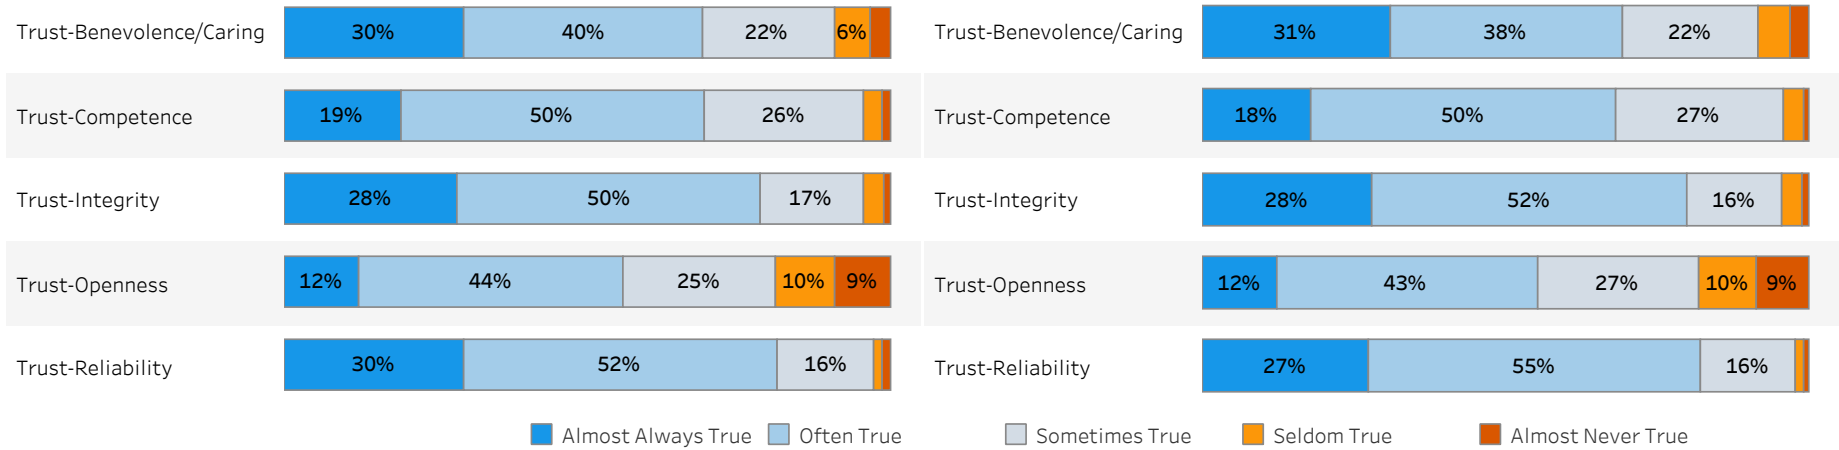 Trust-Benevolence/Caring 30% 40% 22% 6%
Trust-Competence 19% 50% 26%
Trust-Integrity 28% 50% 17%
Trust-Openness 12% 44% 25% 10% 9%
Trust-Reliability 30% 52% 16%
Trust-Benevolence/Caring 31% 38% 22%
Trust-Competence 18% 50% 27%
Trust-Integrity 28% 52% 16%
Trust-Openness 12% 43% 27% 10% 9%
Trust-Reliability 27% 55% 16%
Almost Always True Often True Sometimes True Seldom True Almost Never True